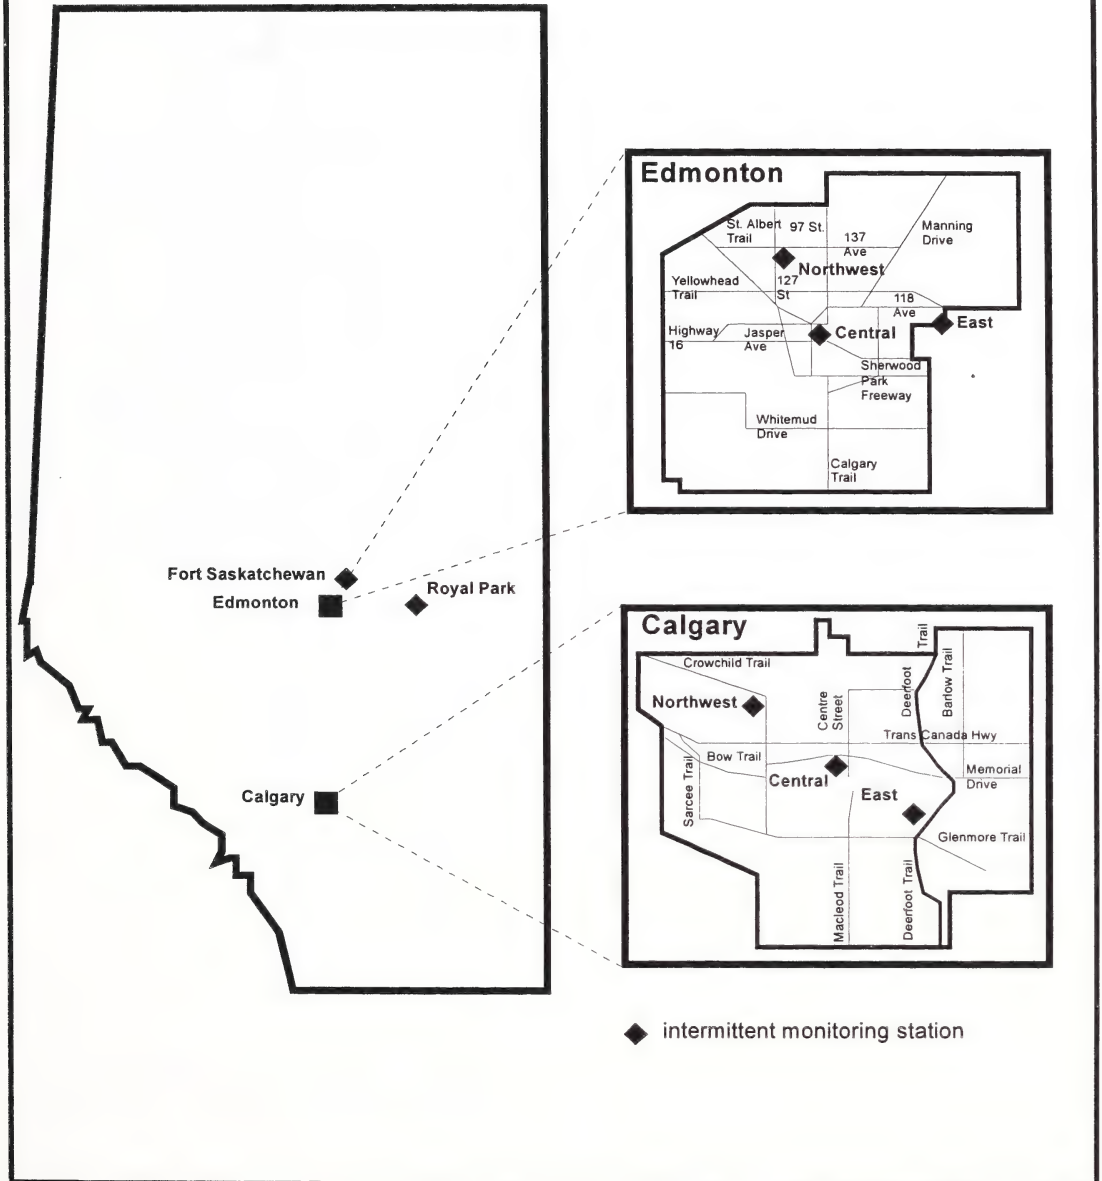 Edmonton
St. Albert
Trail
97 St.
137
Ave
Manning
Drive
Northwest
Yellowhead
Trail
127
St
118
Ave
East
Highway
16
Jasper
Ave
Central
Sherwood
Park
Freeway
Whitemud
Drive
Calgary
Trail
Fort Saskatchewan
Edmonton
Royal Park
Calgary
Calgary
Crowchild Trail
Trail
Deerfoot
Barlow Trail
Northwest
Centre
Street
Trans Canada Hwy
Bow Trail
Sarcee Trail
Central
Memorial
Drive
East
Glenmore Trail
Macleod Trail
Deerfoot Trail
intermittent monitoring station